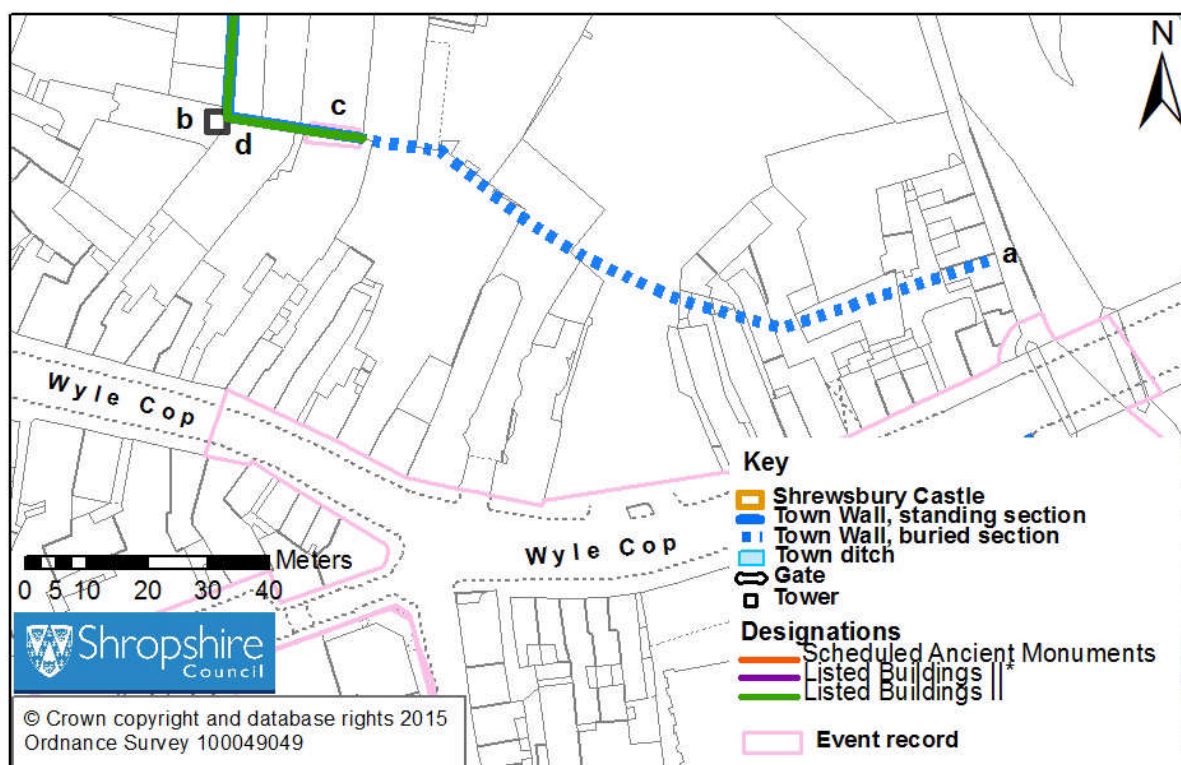 N
c
b
d
a
Wyle Cop
Wyle Cop
Key
Shrewsbury Castle
Town Wall, standing section
Town Wall, buried section
Town ditch
Gate
Tower
Designations
Scheduled Ancient Monuments
Listed Buildings II*
Listed Buildings II
Event record
Meters
0 5 10 20 30 40
Shropshire
Council
© Crown copyright and database rights 2015
Ordnance Survey 100049049